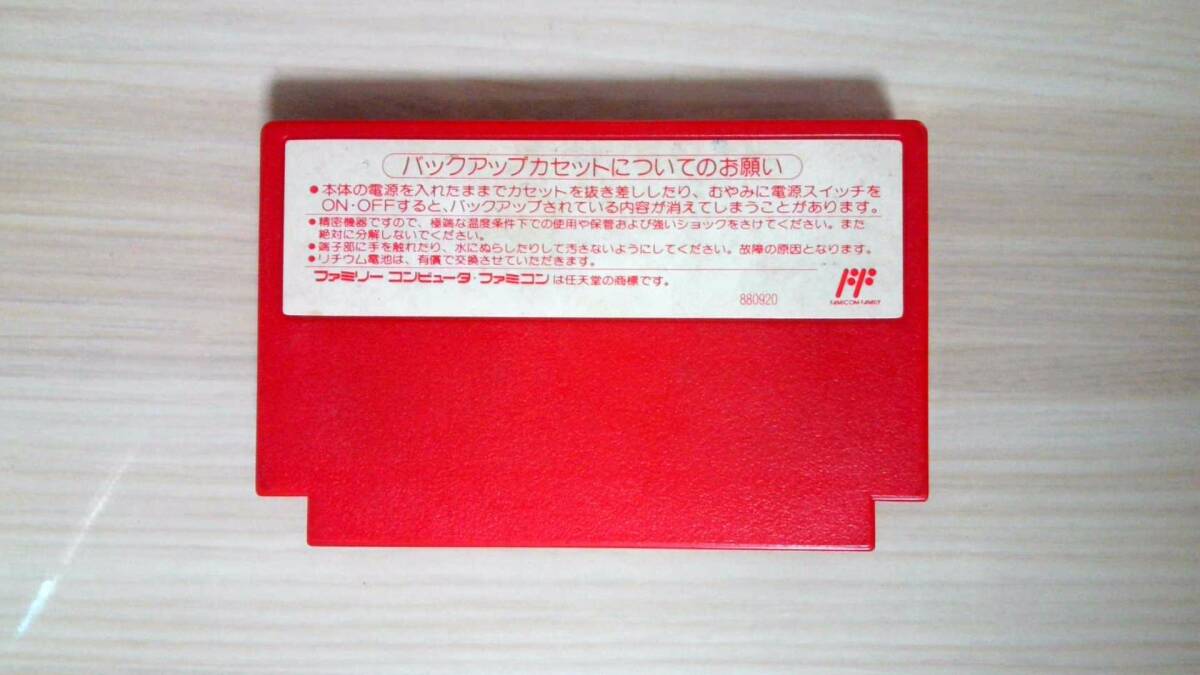 バックアップカセットについてのお願い
●本体の電源を入れたままでカセットを抜き差ししたり、むやみに電源スイッチを
ON・OFFすると、バックアップされている内容が消えてしまうことがあります。
●精密機器ですので、極端な温度条件下での使用や保管および強いショックをさけてください。また
絶対に分解しないでください。
●端子部に手を触れたり、水にぬらしたりして汚さないようにしてください。故障の原因となります。
●リチウム電池は、有償で交換させていただきます。
ファミリーコンピュータ・ファミコンは任天堂の商標です。
880920
FAMICOM FAMILY